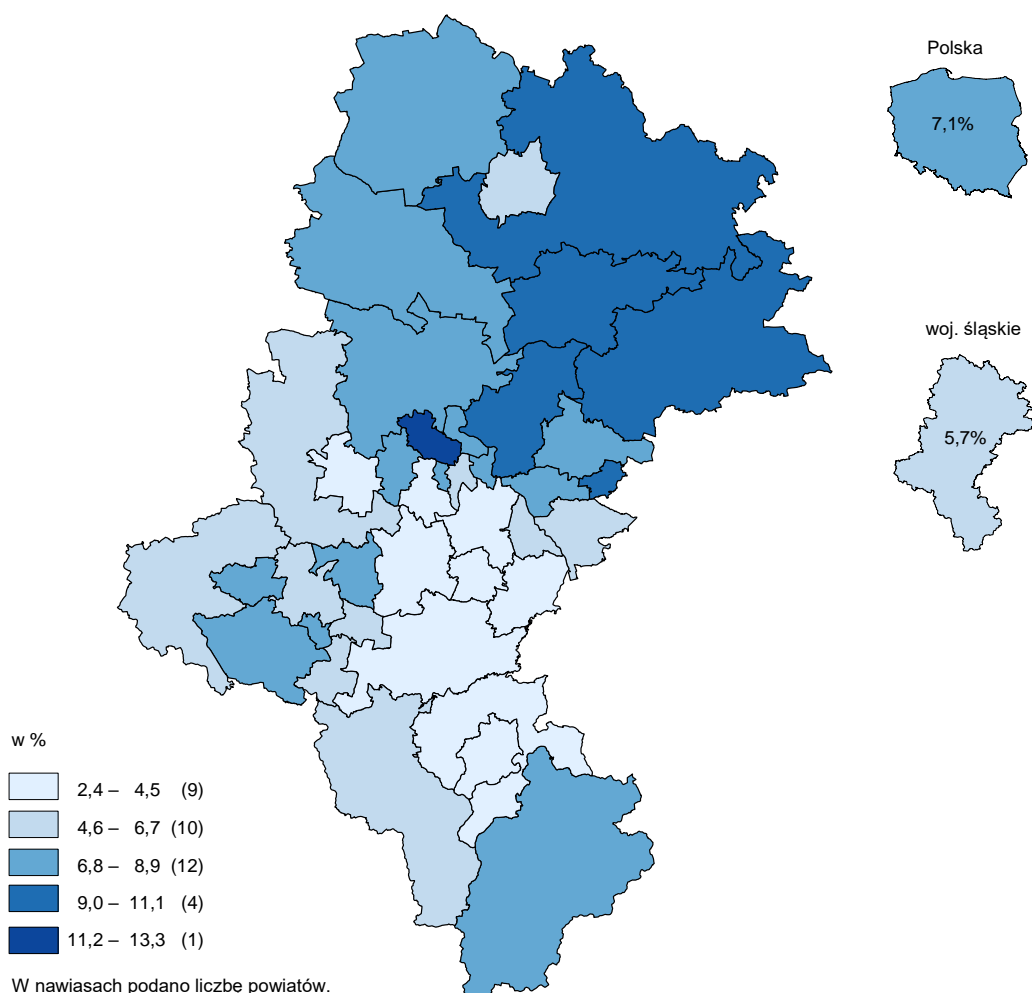 Polska
7,1%
woj. śląskie
5,7%
w %
2,4 – 4,5 (9)
4,6 – 6,7 (10)
6,8 – 8,9 (12)
9,0 – 11,1 (4)
11,2 – 13,3 (1)
W nawiasach podano liczbę powiatów.